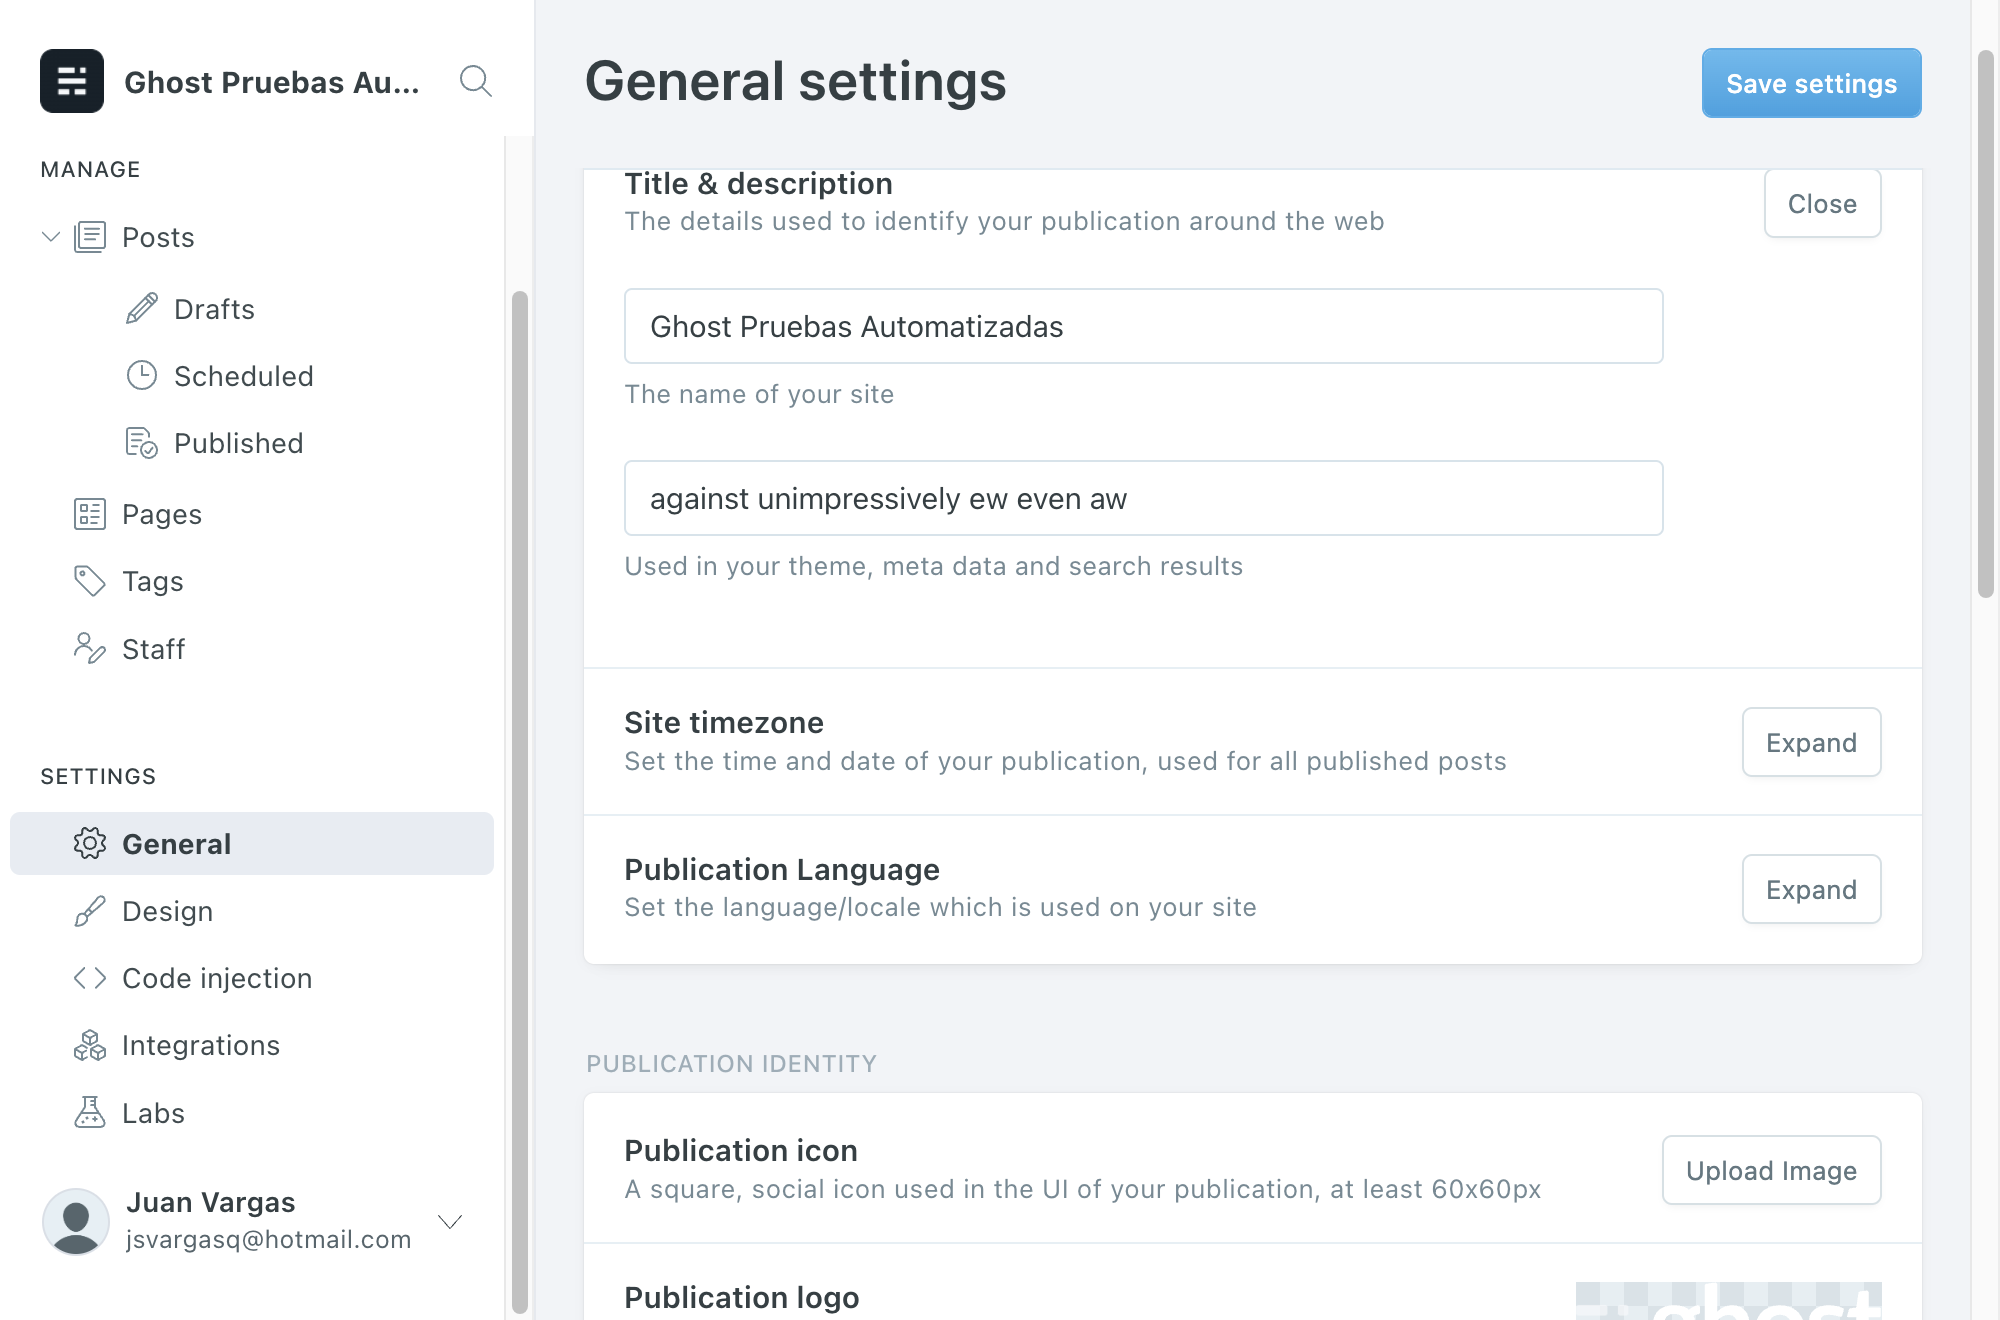 Ghost Pruebas Au...
MANAGE
Posts
Drafts
Scheduled
Published
Pages
Tags
Staff
SETTINGS
General
Design
Code injection
Integrations
Labs
Juan Vargas
jsvargasq@hotmail.com
General settings
Save settings
Title & description
The details used to identify your publication around the web
Close
Ghost Pruebas Automatizadas
The name of your site
against unimpressively ew even aw
Used in your theme, meta data and search results
Site timezone
Set the time and date of your publication, used for all published posts
Expand
Publication Language
Set the language/locale which is used on your site
Expand
PUBLICATION IDENTITY
Publication icon
A square, social icon used in the UI of your publication, at least 60x60px
Upload Image
Publication logo
ghost